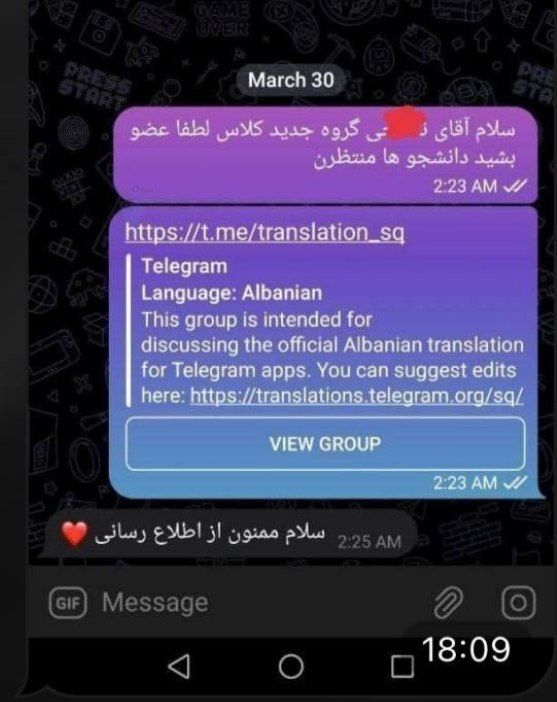 GAME
OVER
PRESS
START
March 30
سلام آقای جی گروه جدید کلاس لطفا عضو
بشید دانشجو ها منتظرن
2:23 AM
https://t.me/translation_sq
Telegram
Language: Albanian
This group is intended for
discussing the official Albanian translation
for Telegram apps. You can suggest edits
here: https://translations.telegram.org/sq/
VIEW GROUP
2:23 AM
سلام ممنون از اطلاع رسانی ❤️
2:25 AM
GIF Message
18:09